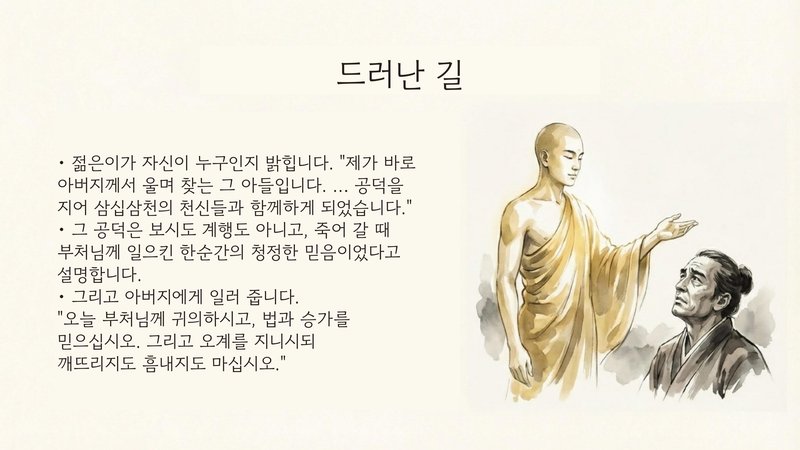 드러난 길
• 젊은이가 자신이 누구인지 밝힙니다. "제가 바로
아버지께서 울며 찾는 그 아들입니다. ... 공덕을
지어 삼십삼천의 천신들과 함께하게 되었습니다."
• 그 공덕은 보시도 계행도 아니고, 죽어 갈 때
부처님께 일으킨 한순간의 청정한 믿음이었다고
설명합니다.
• 그리고 아버지에게 일러 줍니다.
"오늘 부처님께 귀의하시고, 법과 승가를
믿으십시오. 그리고 오계를 지니시되
깨뜨리지도 흠내지도 마십시오."